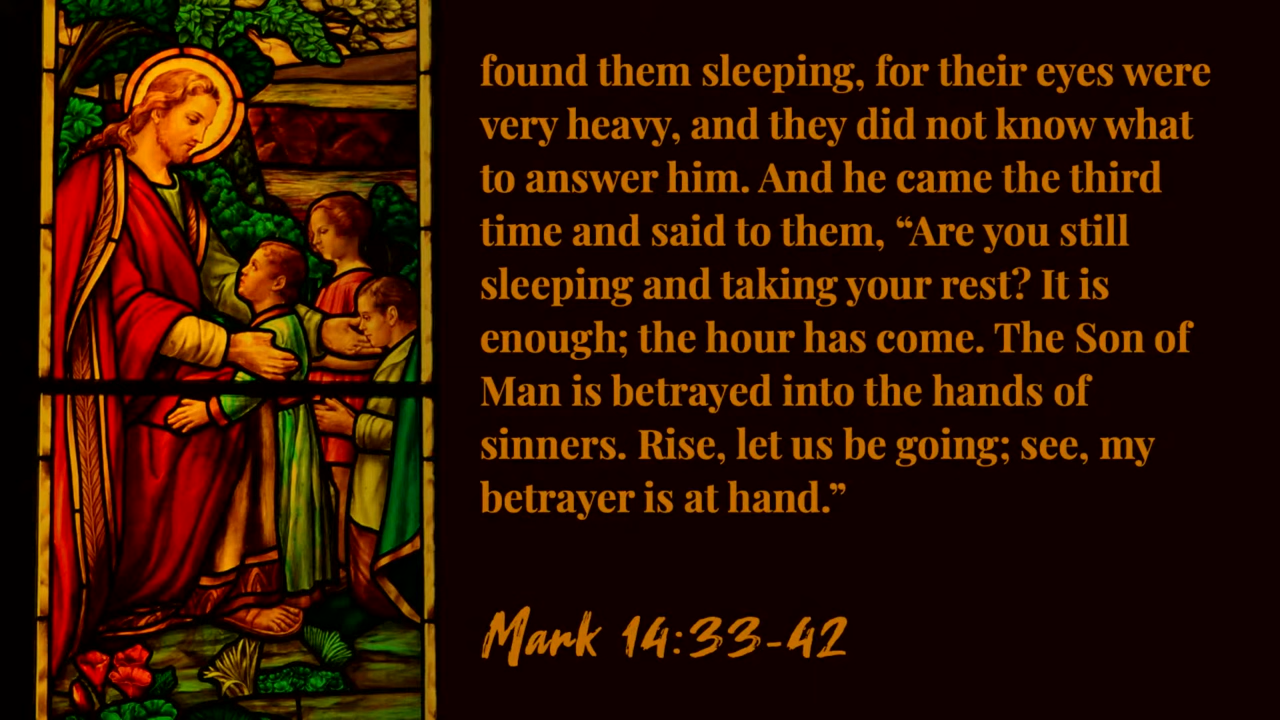 found them sleeping, for their eyes were
very heavy, and they did not know what
to answer him. And he came the third
time and said to them, “Are you still
sleeping and taking your rest? It is
enough; the hour has come. The Son of
Man is betrayed into the hands of
sinners. Rise, let us be going; see, my
betrayer is at hand.”
Mark 14:33-42